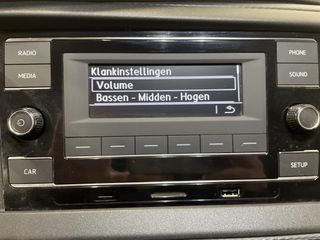 RADIO
MEDIA
Klankinstellingen
Volume
Bassen - Midden - Hogen
PHONE
SOUND
CAR
SETUP